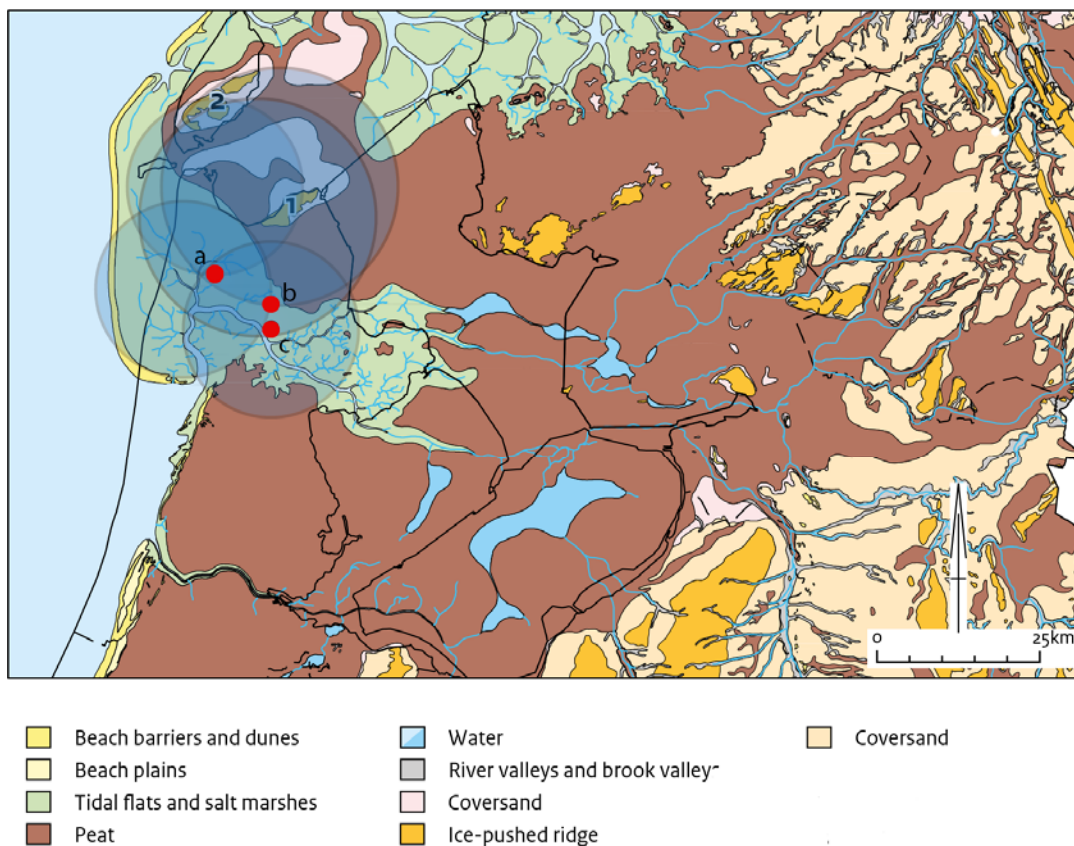 2
1
a
b
c
0 25km
Beach barriers and dunes
Beach plains
Tidal flats and salt marshes
Peat
Water
River valleys and brook valley-
Coversand
Ice-pushed ridge
Coversand